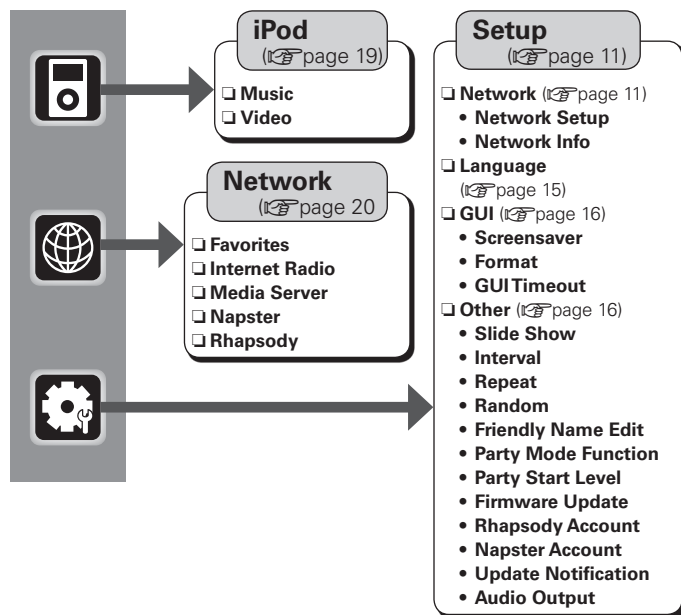 iPod
(☞page 19)
❏ Music
❏ Video
Network
(☞page 20
❏ Favorites
❏ Internet Radio
❏ Media Server
❏ Napster
❏ Rhapsody
Setup
(☞page 11)
❏ Network (☞page 11)
• Network Setup
• Network Info
❏ Language
(☞page 15)
❏ GUI (☞page 16)
• Screensaver
• Format
• GUI Timeout
❏ Other (☞page 16)
• Slide Show
• Interval
• Repeat
• Random
• Friendly Name Edit
• Party Mode Function
• Party Start Level
• Firmware Update
• Rhapsody Account
• Napster Account
• Update Notification
• Audio Output